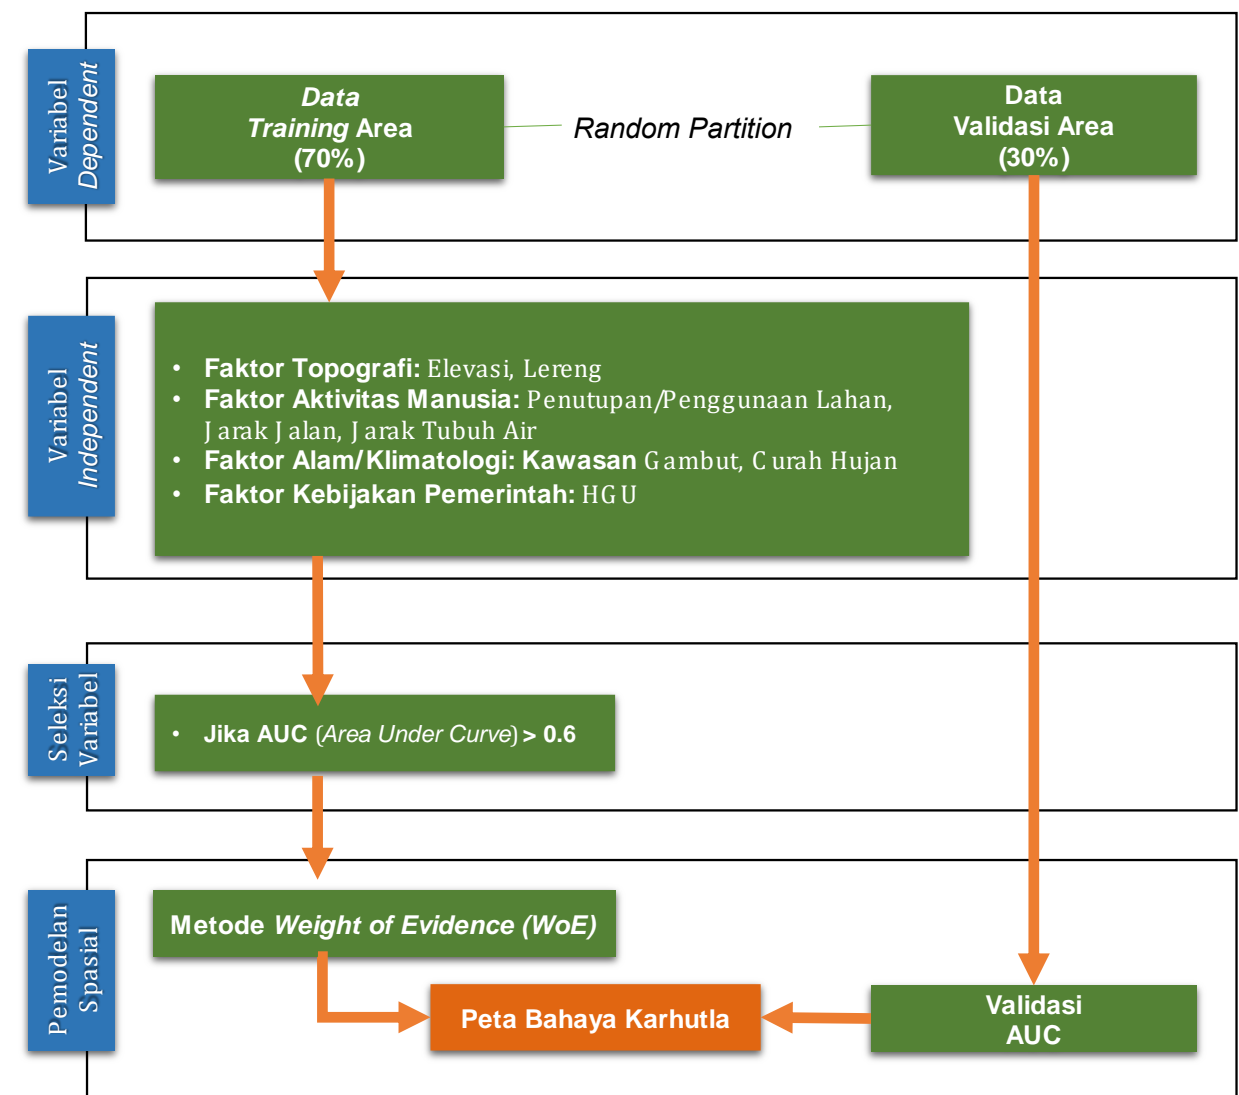 Variabel
Dependent
Data
Training Area
(70%)
Random Partition
Data
Validasi Area
(30%)
Variabel
Independent
• Faktor Topografi: Elevasi, Lereng
• Faktor Aktivitas Manusia: Penutupan/Penggunaan Lahan,
Jarak Jalan, Jarak Tubuh Air
• Faktor Alam/Klimatologi: Kawasan Gambut, Curah Hujan
• Faktor Kebijakan Pemerintah: HGU
Seleksi
Variabel
• Jika AUC (Area Under Curve) > 0.6
Pemodelan
Spasial
Metode Weight of Evidence (WoE)
Peta Bahaya Karhutla
Validasi
AUC